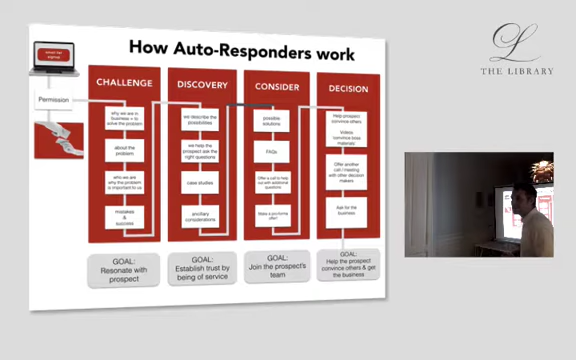 How Auto-Responders work
THE LIBRARY
Permission
CHALLENGE
why we are in
business + to
solve the problem
about the
problem
who we are
why the problem
is important to us
mistakes
&
success
GOAL:
Resonate with
prospect
DISCOVERY
we describe the
possibilities
we help the
prospect ask the
right questions
case studies
ancillary
considerations
GOAL:
Establish trust by
being of service
CONSIDER
possible
solutions
FAQs
Offer a call to help
out with additional
questions
GOAL:
Join the prospect's
team
DECISION
Help prospect
convince others
Videos
'convince boss
materials'
Offer another
call / meeting
with other decision
makers
Ask for the
business
GOAL:
Help the prospect
convince others & get
the business